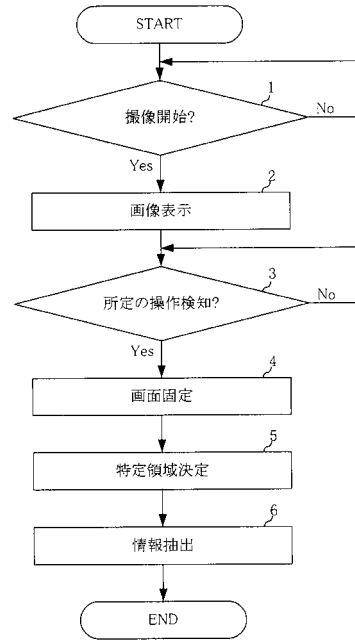 START
1
撮像開始?
No
Yes
2
画像表示
3
所定の操作検知?
No
Yes
4
画面固定
5
特定領域決定
6
情報抽出
END